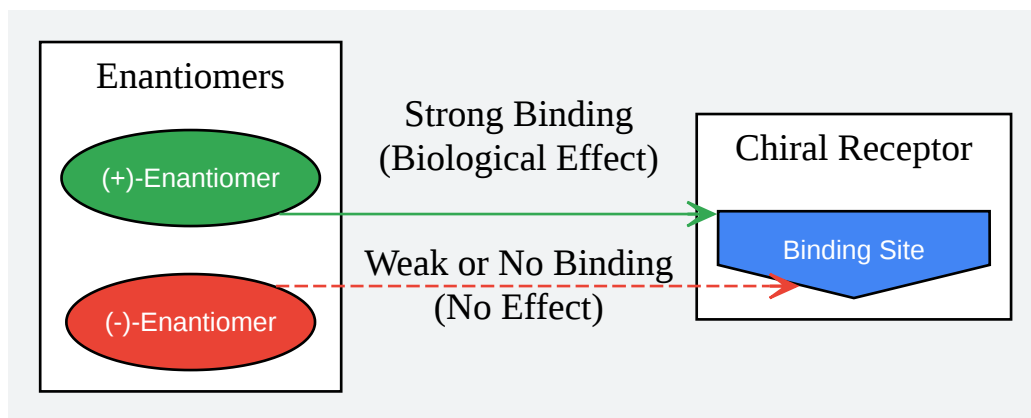 Enantiomers
(+)-Enantiomer
(-)-Enantiomer
Strong Binding
(Biological Effect)
Weak or No Binding
(No Effect)
Chiral Receptor
Binding Site